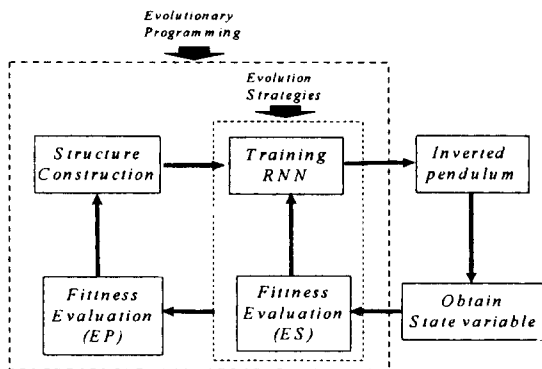 Evolutionary
Programming
Evolution
Strategies
Structure
Construction
Training
RNN
Inverted
pendulum
Fittness
Evaluation
(EP)
Fittness
Evaluation
(ES)
Obtain
State variable